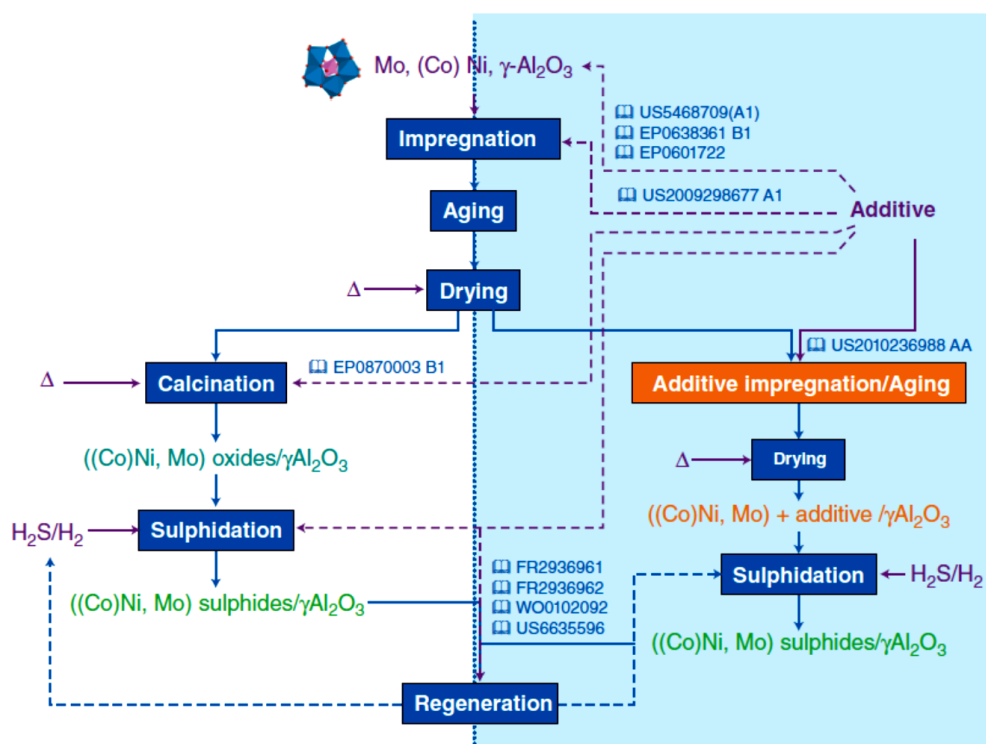 Mo, (Co) Ni, γ-Al₂O₃
US5468709(A1)
EP0638361 B1
EP0601722
Impregnation
US2009298677 A1
Additive
Aging
Δ
Drying
US2010236988 AA
EP0870003 B1
Δ
Calcination
Additive impregnation/Aging
((Co)Ni, Mo) oxides/γAl₂O₃
Δ
Drying
((Co)Ni, Mo) + additive /γAl₂O₃
H₂S/H₂
Sulphidation
FR2936961
FR2936962
WO0102092
US6635596
Sulphidation
H₂S/H₂
((Co)Ni, Mo) sulphides/γAl₂O₃
((Co)Ni, Mo) sulphides/γAl₂O₃
Regeneration